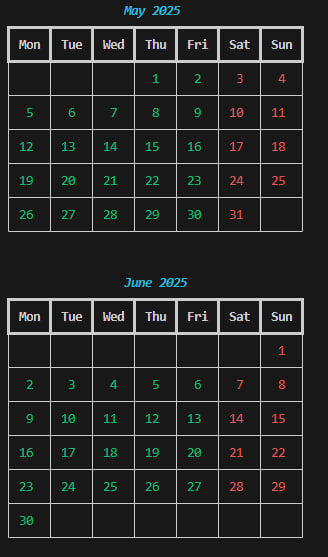 May 2025
Mon Tue Wed Thu Fri Sat Sun
1 2 3 4
5 6 7 8 9 10 11
12 13 14 15 16 17 18
19 20 21 22 23 24 25
26 27 28 29 30 31
June 2025
Mon Tue Wed Thu Fri Sat Sun
1
2 3 4 5 6 7 8
9 10 11 12 13 14 15
16 17 18 19 20 21 22
23 24 25 26 27 28 29
30